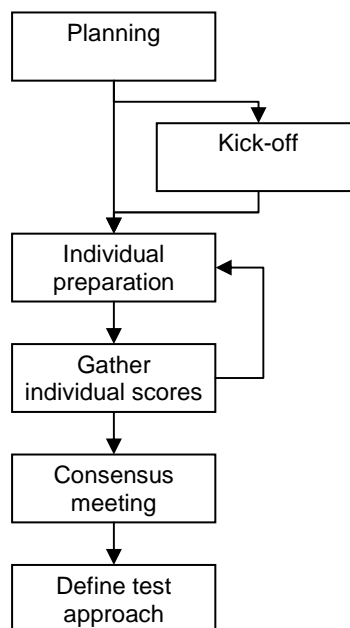 Planning
Kick-off
Individual
preparation
Gather
individual scores
Consensus
meeting
Define test
approach